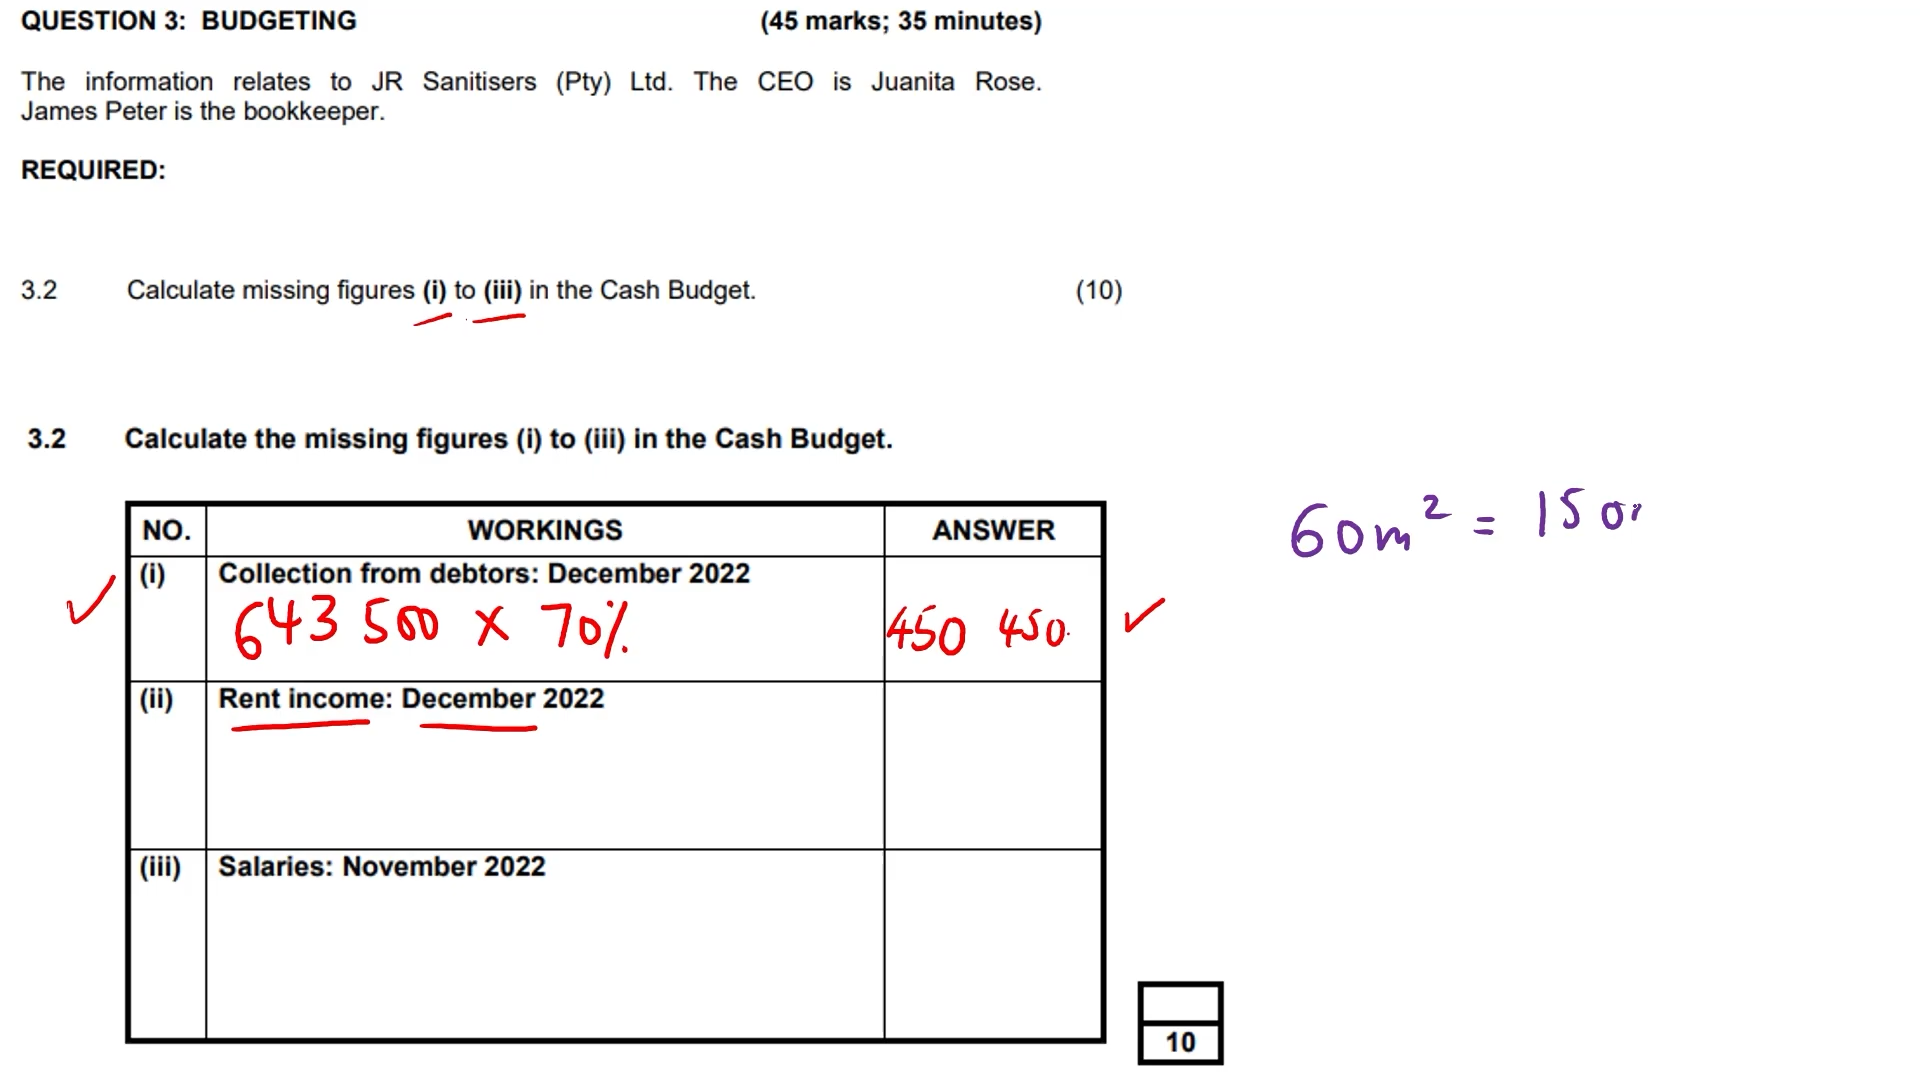 QUESTION 3: BUDGETING (45 marks; 35 minutes)
The information relates to JR Sanitisers (Pty) Ltd. The CEO is Juanita Rose.
James Peter is the bookkeeper.
REQUIRED:
3.2 Calculate missing figures (i) to (iii) in the Cash Budget. (10)
3.2 Calculate the missing figures (i) to (iii) in the Cash Budget.
NO. WORKINGS ANSWER
(i) Collection from debtors: December 2022
643 500 × 70% 450 450
(ii) Rent income: December 2022
(iii) Salaries: November 2022
10
60m² =